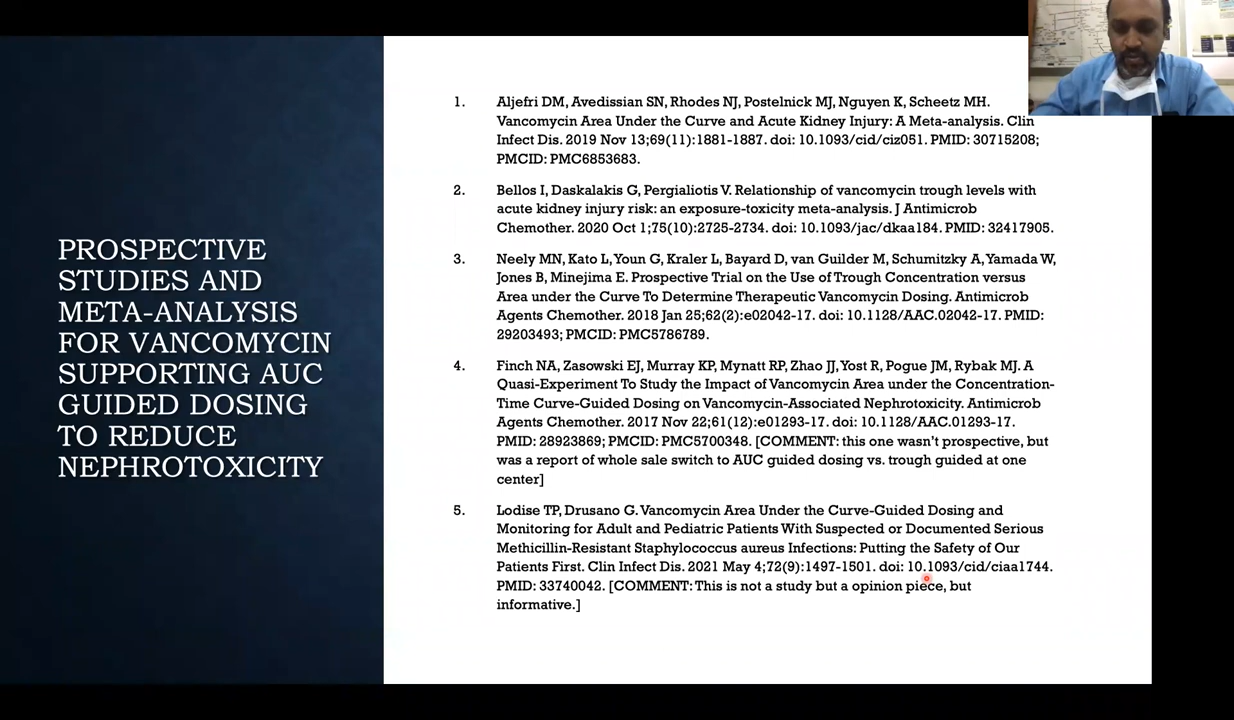 PROSPECTIVE
STUDIES AND
META-ANALYSIS
FOR VANCOMYCIN
SUPPORTING AUC
GUIDED DOSING
TO REDUCE
NEPHROTOXICITY
1. Aljefri DM, Avedissian SN, Rhodes NJ, Postelnick MJ, Nguyen K, Scheetz MH.
Vancomycin Area Under the Curve and Acute Kidney Injury: A Meta-analysis. Clin
Infect Dis. 2019 Nov 13;69(11):1881-1887. doi: 10.1093/cid/ciz051. PMID: 30715208;
PMCID: PMC6853683.
2. Bellos I, Daskalakis G, Pergialiotis V. Relationship of vancomycin trough levels with
acute kidney injury risk: an exposure-toxicity meta-analysis. J Antimicrob
Chemother. 2020 Oct 1;75(10):2725-2734. doi: 10.1093/jac/dkaa184. PMID: 32417905.
3. Neely MN, Kato L, Youn G, Kraler L, Bayard D, van Guilder M, Schumitzky A, Yamada W,
Jones B, Minejima E. Prospective Trial on the Use of Trough Concentration versus
Area under the Curve To Determine Therapeutic Vancomycin Dosing. Antimicrob
Agents Chemother. 2018 Jan 25;62(2):e02042-17. doi: 10.1128/AAC.02042-17. PMID:
29203493; PMCID: PMC5786789.
4. Finch NA, Zasowski EJ, Murray KP, Mynatt RP, Zhao JJ, Yost R, Pogue JM, Rybak MJ. A
Quasi-Experiment To Study the Impact of Vancomycin Area under the Concentration-
Time Curve-Guided Dosing on Vancomycin-Associated Nephrotoxicity. Antimicrob
Agents Chemother. 2017 Nov 22;61(12):e01293-17. doi: 10.1128/AAC.01293-17.
PMID: 28923869; PMCID: PMC5700348. [COMMENT: this one wasn't prospective, but
was a report of whole sale switch to AUC guided dosing vs. trough guided at one
center]
5. Lodise TP, Drusano G. Vancomycin Area Under the Curve-Guided Dosing and
Monitoring for Adult and Pediatric Patients With Suspected or Documented Serious
Methicillin-Resistant Staphylococcus aureus Infections: Putting the Safety of Our
Patients First. Clin Infect Dis. 2021 May 4;72(9):1497-1501. doi: 10.1093/cid/ciaa1744.
PMID: 33740042. [COMMENT: This is not a study but a opinion piece, but
informative.]